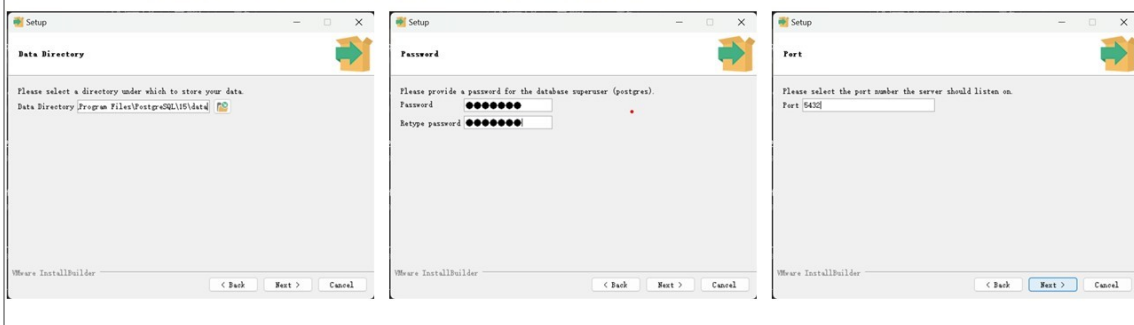 Setup
Data Directory
Please select a directory under which to store your data.
Data Directory Program Files\PostgreSQL\15\data
VMware InstallBuilder
< Back Next > Cancel
Setup
Password
Please provide a password for the database superuser (postgres).
Password ●●●●●●●
Retype password ●●●●●●●
VMware InstallBuilder
< Back Next > Cancel
Setup
Port
Please select the port number the server should listen on.
Port 5432
VMware InstallBuilder
< Back Next > Cancel